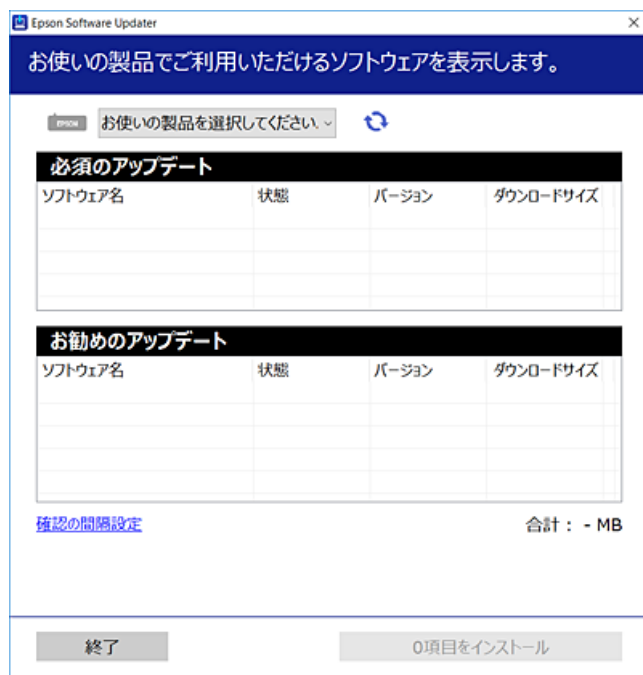 Epson Software Updater
お使いの製品でご利用いただけるソフトウェアを表示します。
EPSON お使いの製品を選択してください.
必須のアップデート
ソフトウェア名 状態 バージョン ダウンロードサイズ
お勧めのアップデート
ソフトウェア名 状態 バージョン ダウンロードサイズ
確認の間隔設定 合計： - MB
終了 0項目をインストール